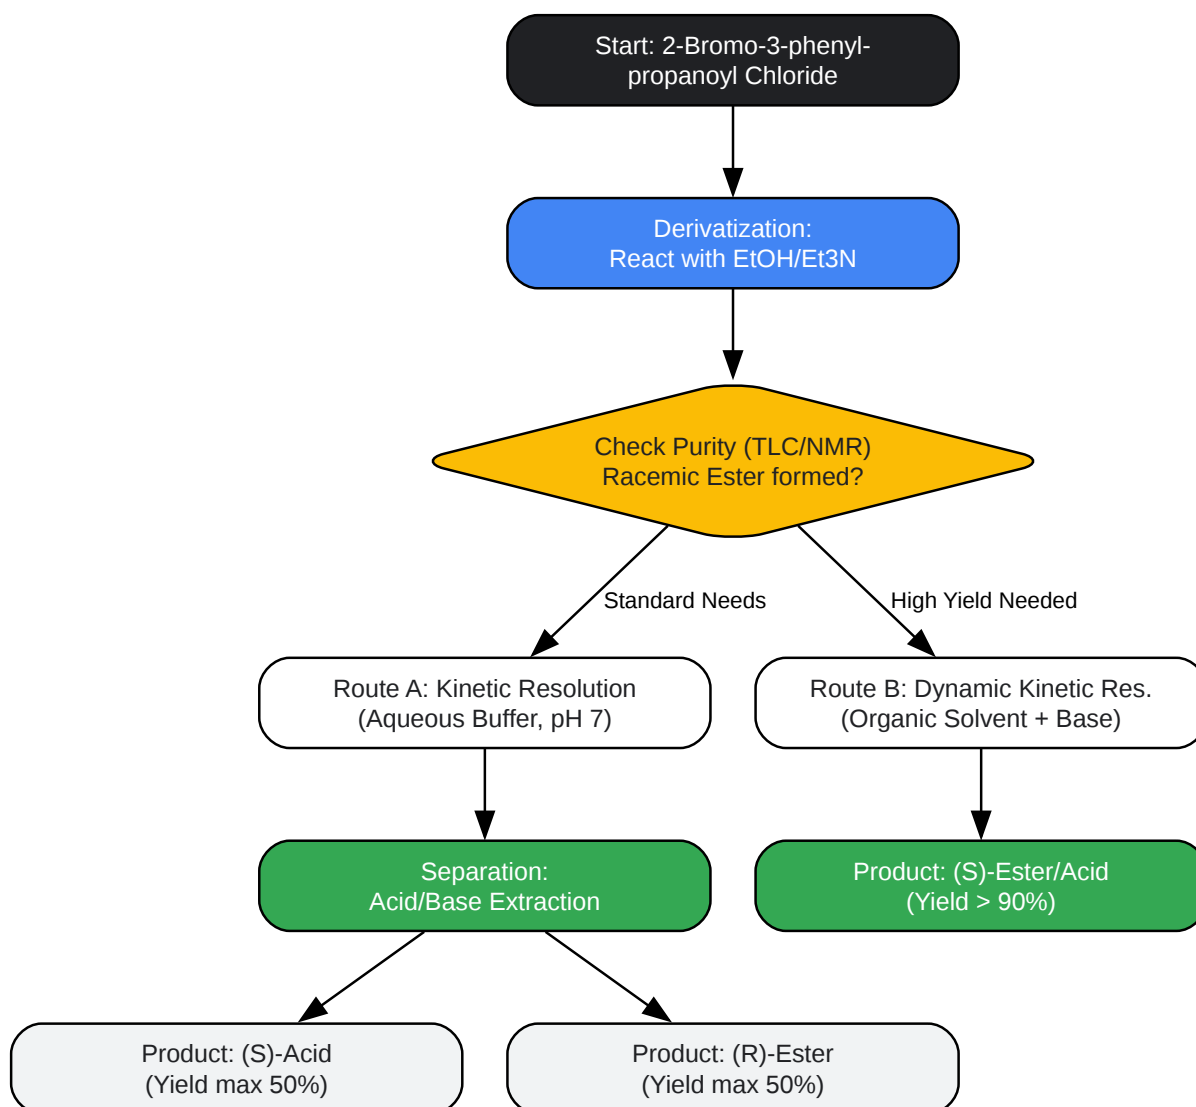 Start: 2-Bromo-3-phenyl-
propanoyl Chloride
Derivatization:
React with EtOH/Et3N
Check Purity (TLC/NMR)
Racemic Ester formed?
Standard Needs
High Yield Needed
Route A: Kinetic Resolution
(Aqueous Buffer, pH 7)
Route B: Dynamic Kinetic Res.
(Organic Solvent + Base)
Separation:
Acid/Base Extraction
Product: (S)-Ester/Acid
(Yield > 90%)
Product: (S)-Acid
(Yield max 50%)
Product: (R)-Ester
(Yield max 50%)